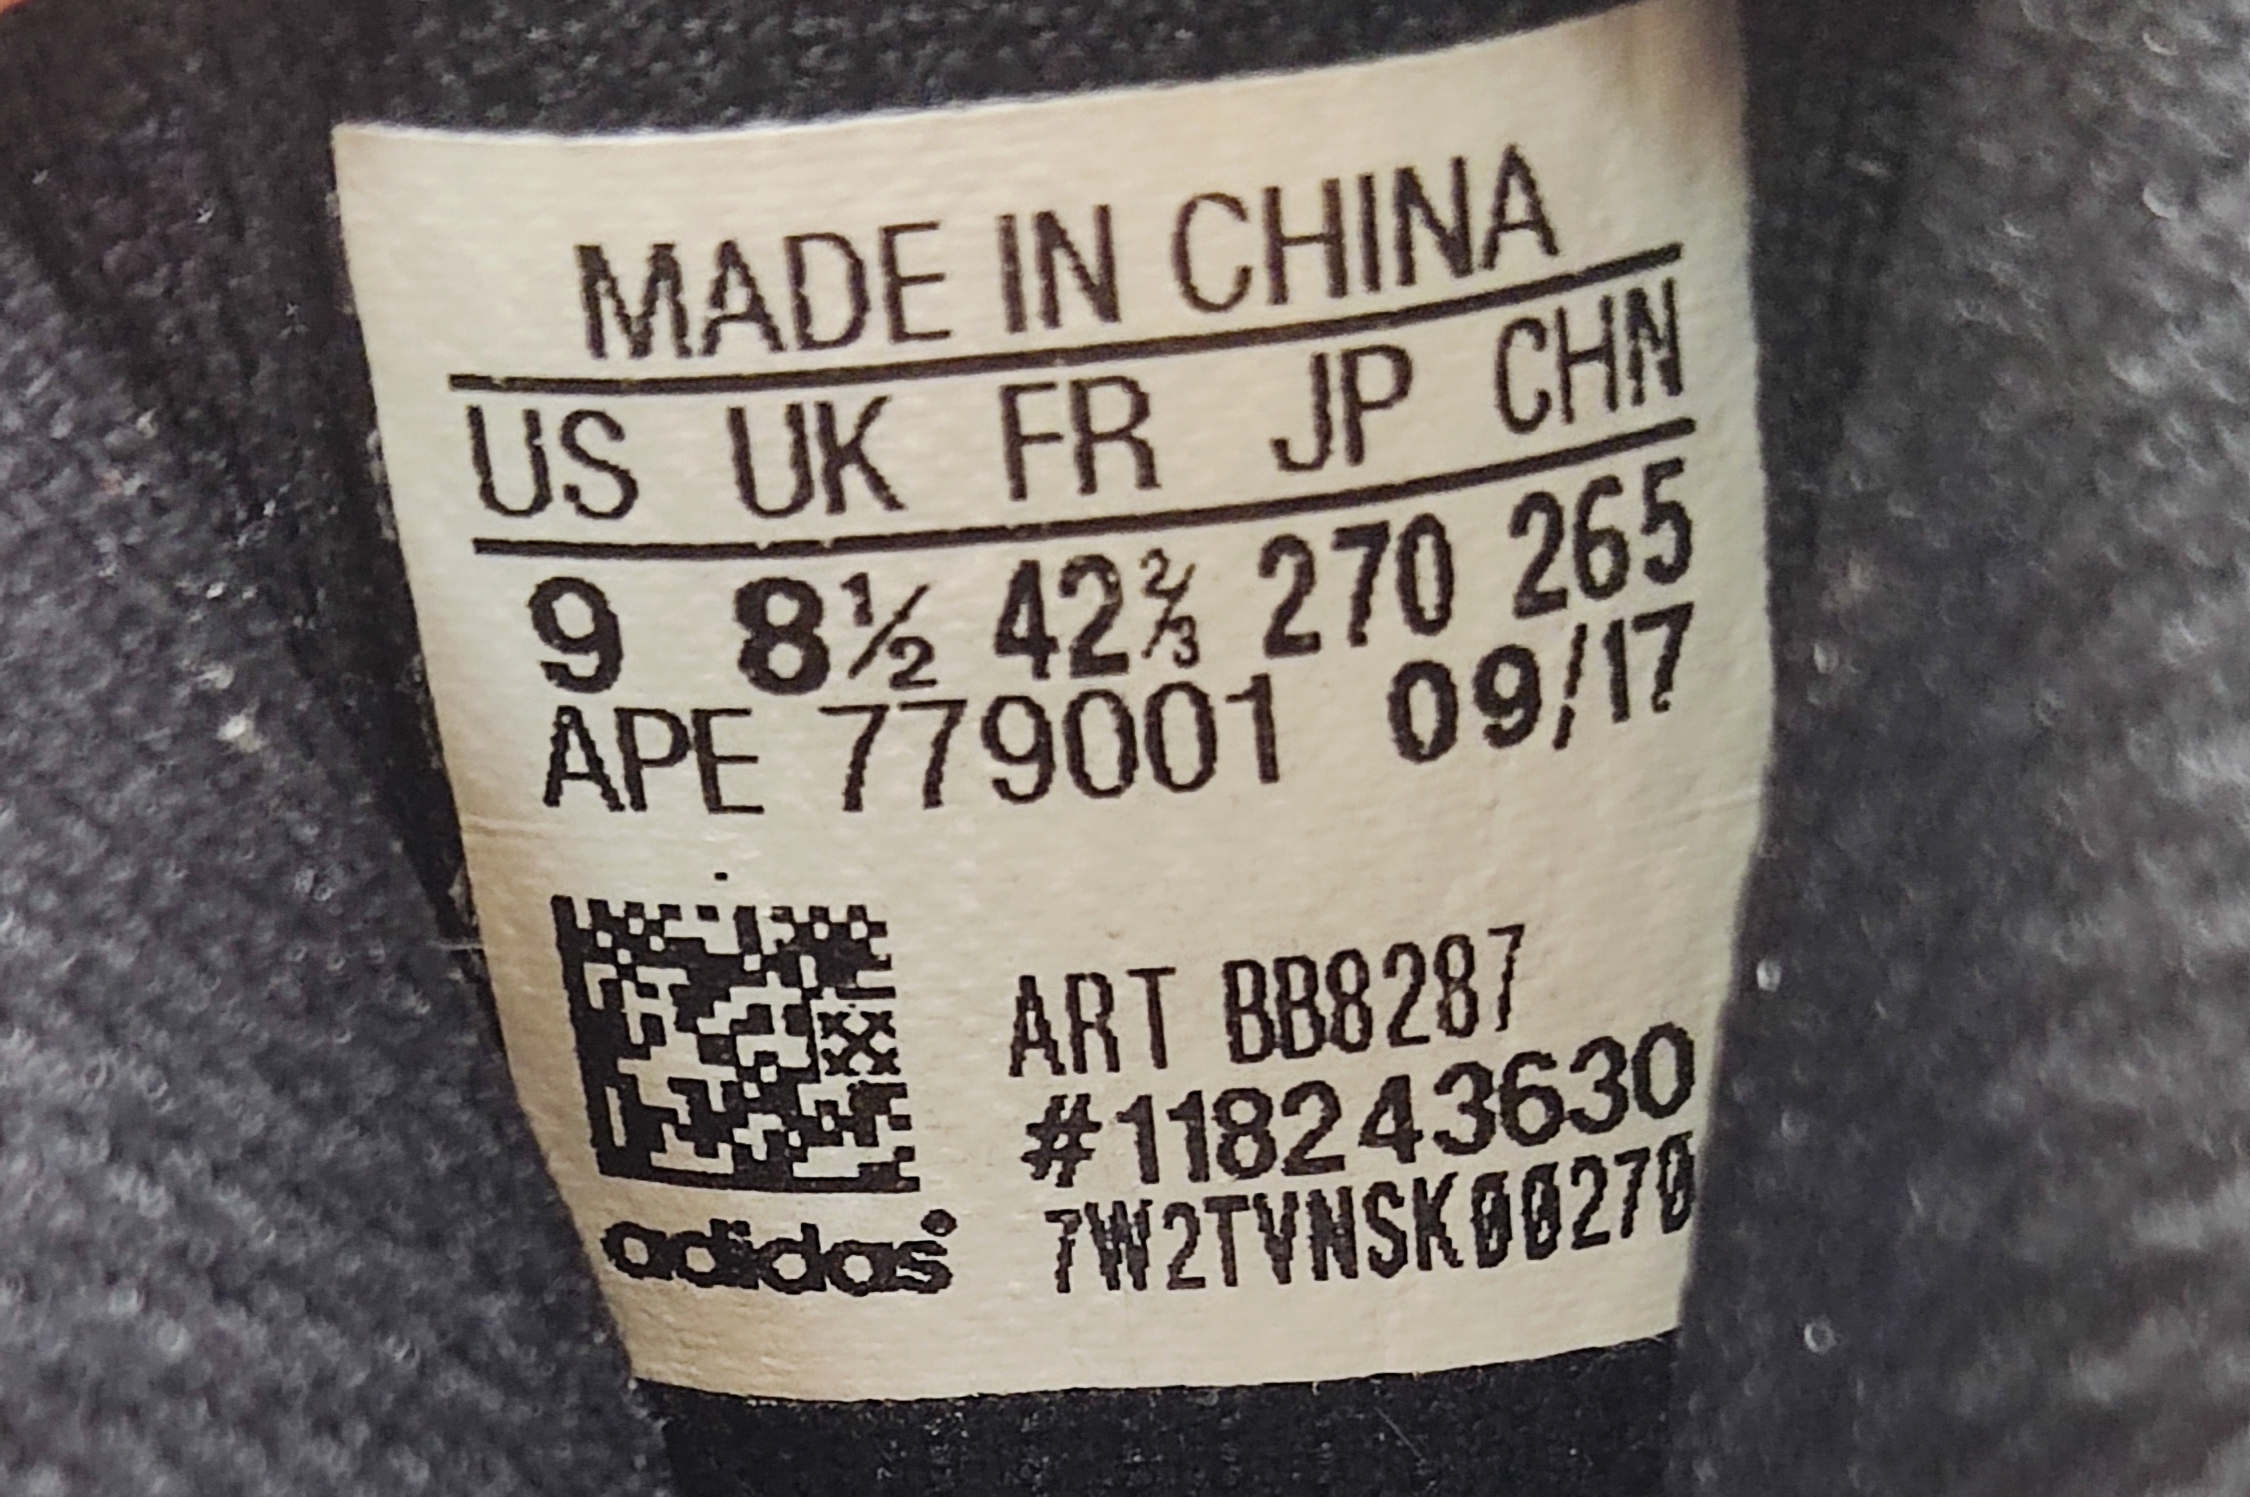 MADE IN CHINA
US UK FR JP CHN
9 8½ 42⅔ 270 265
APE 779001 09/17
ART BB8287
#118243630
adidas® 7W2TVNSK00270